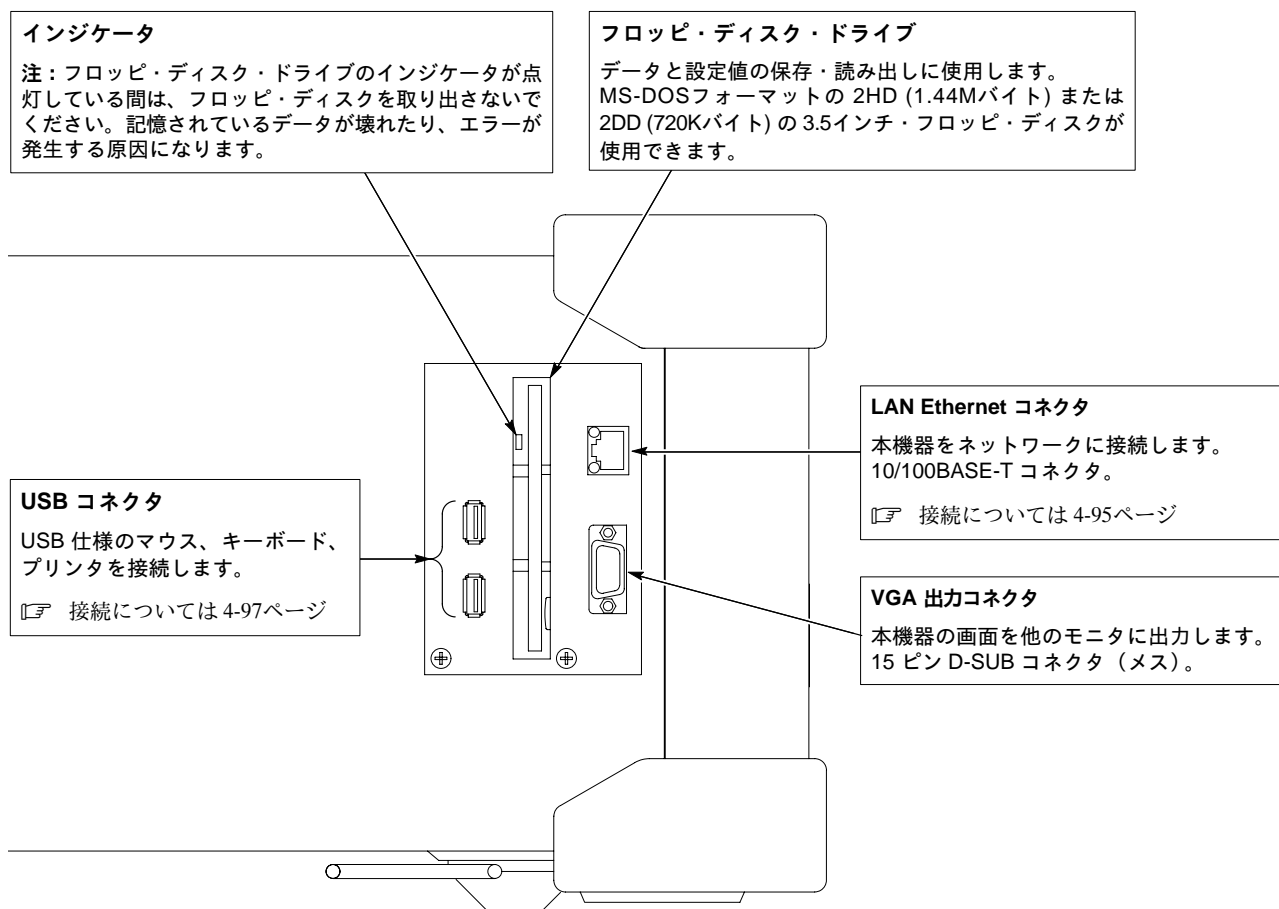 インジケータ
注：フロッピ・ディスク・ドライブのインジケータが点
灯している間は、フロッピ・ディスクを取り出さないで
ください。記憶されているデータが壊れたり、エラーが
発生する原因になります。
フロッピ・ディスク・ドライブ
データと設定値の保存・読み出しに使用します。
MS-DOSフォーマットの 2HD (1.44Mバイト) または
2DD (720Kバイト) の 3.5インチ・フロッピ・ディスクが
使用できます。
LAN Ethernet コネクタ
本機器をネットワークに接続します。
10/100BASE-T コネクタ。
☞ 接続については 4-95ページ
USB コネクタ
USB 仕様のマウス、キーボード、
プリンタを接続します。
☞ 接続については 4-97ページ
VGA 出力コネクタ
本機器の画面を他のモニタに出力します。
15 ピン D-SUB コネクタ（メス）。